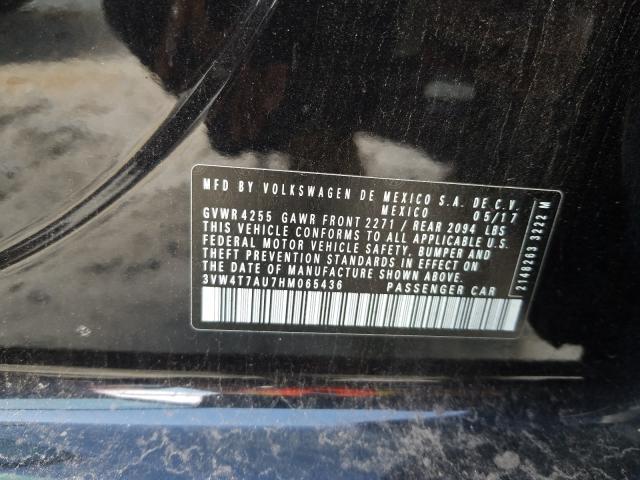 MFD BY VOLKSWAGEN DE MEXICO S.A. DE C.V.
MEXICO 05/17
GVWR 4255 GAWR FRONT 2271 / REAR 2094 LBS
THIS VEHICLE CONFORMS TO ALL APPLICABLE U.S.
FEDERAL MOTOR VEHICLE SAFETY, BUMPER AND
THEFT PREVENTION STANDARDS IN EFFECT ON
THE DATE OF MANUFACTURE SHOWN ABOVE.
3VW4T7AU7HM065436 PASSENGER CAR
2148263 3222 M